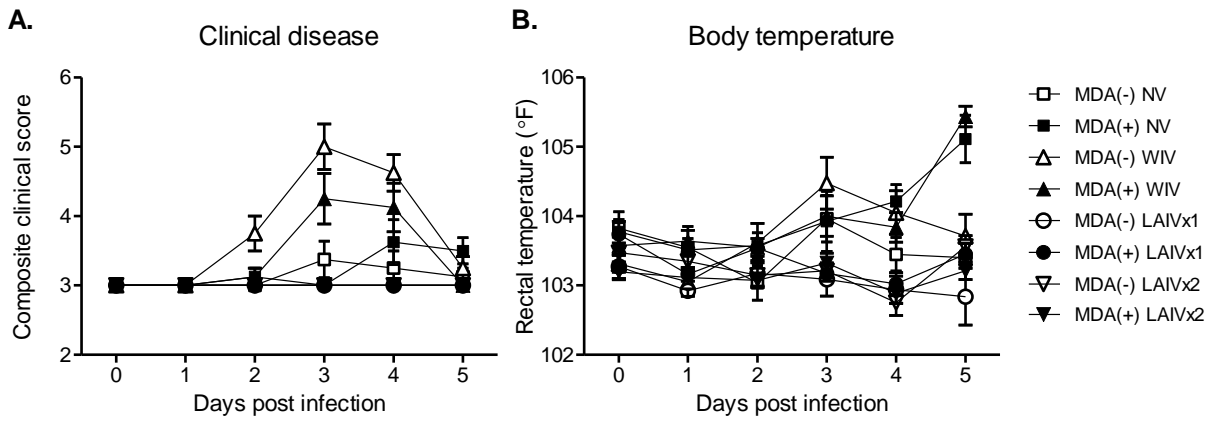 A.
Clinical disease
Composite clinical score
6
5
4
3
2
0 1 2 3 4 5
Days post infection
B.
Body temperature
Rectal temperature (°F)
106
105
104
103
102
0 1 2 3 4 5
Days post infection
MDA(-) NV
MDA(+) NV
MDA(-) WIV
MDA(+) WIV
MDA(-) LAIVx1
MDA(+) LAIVx1
MDA(-) LAIVx2
MDA(+) LAIVx2